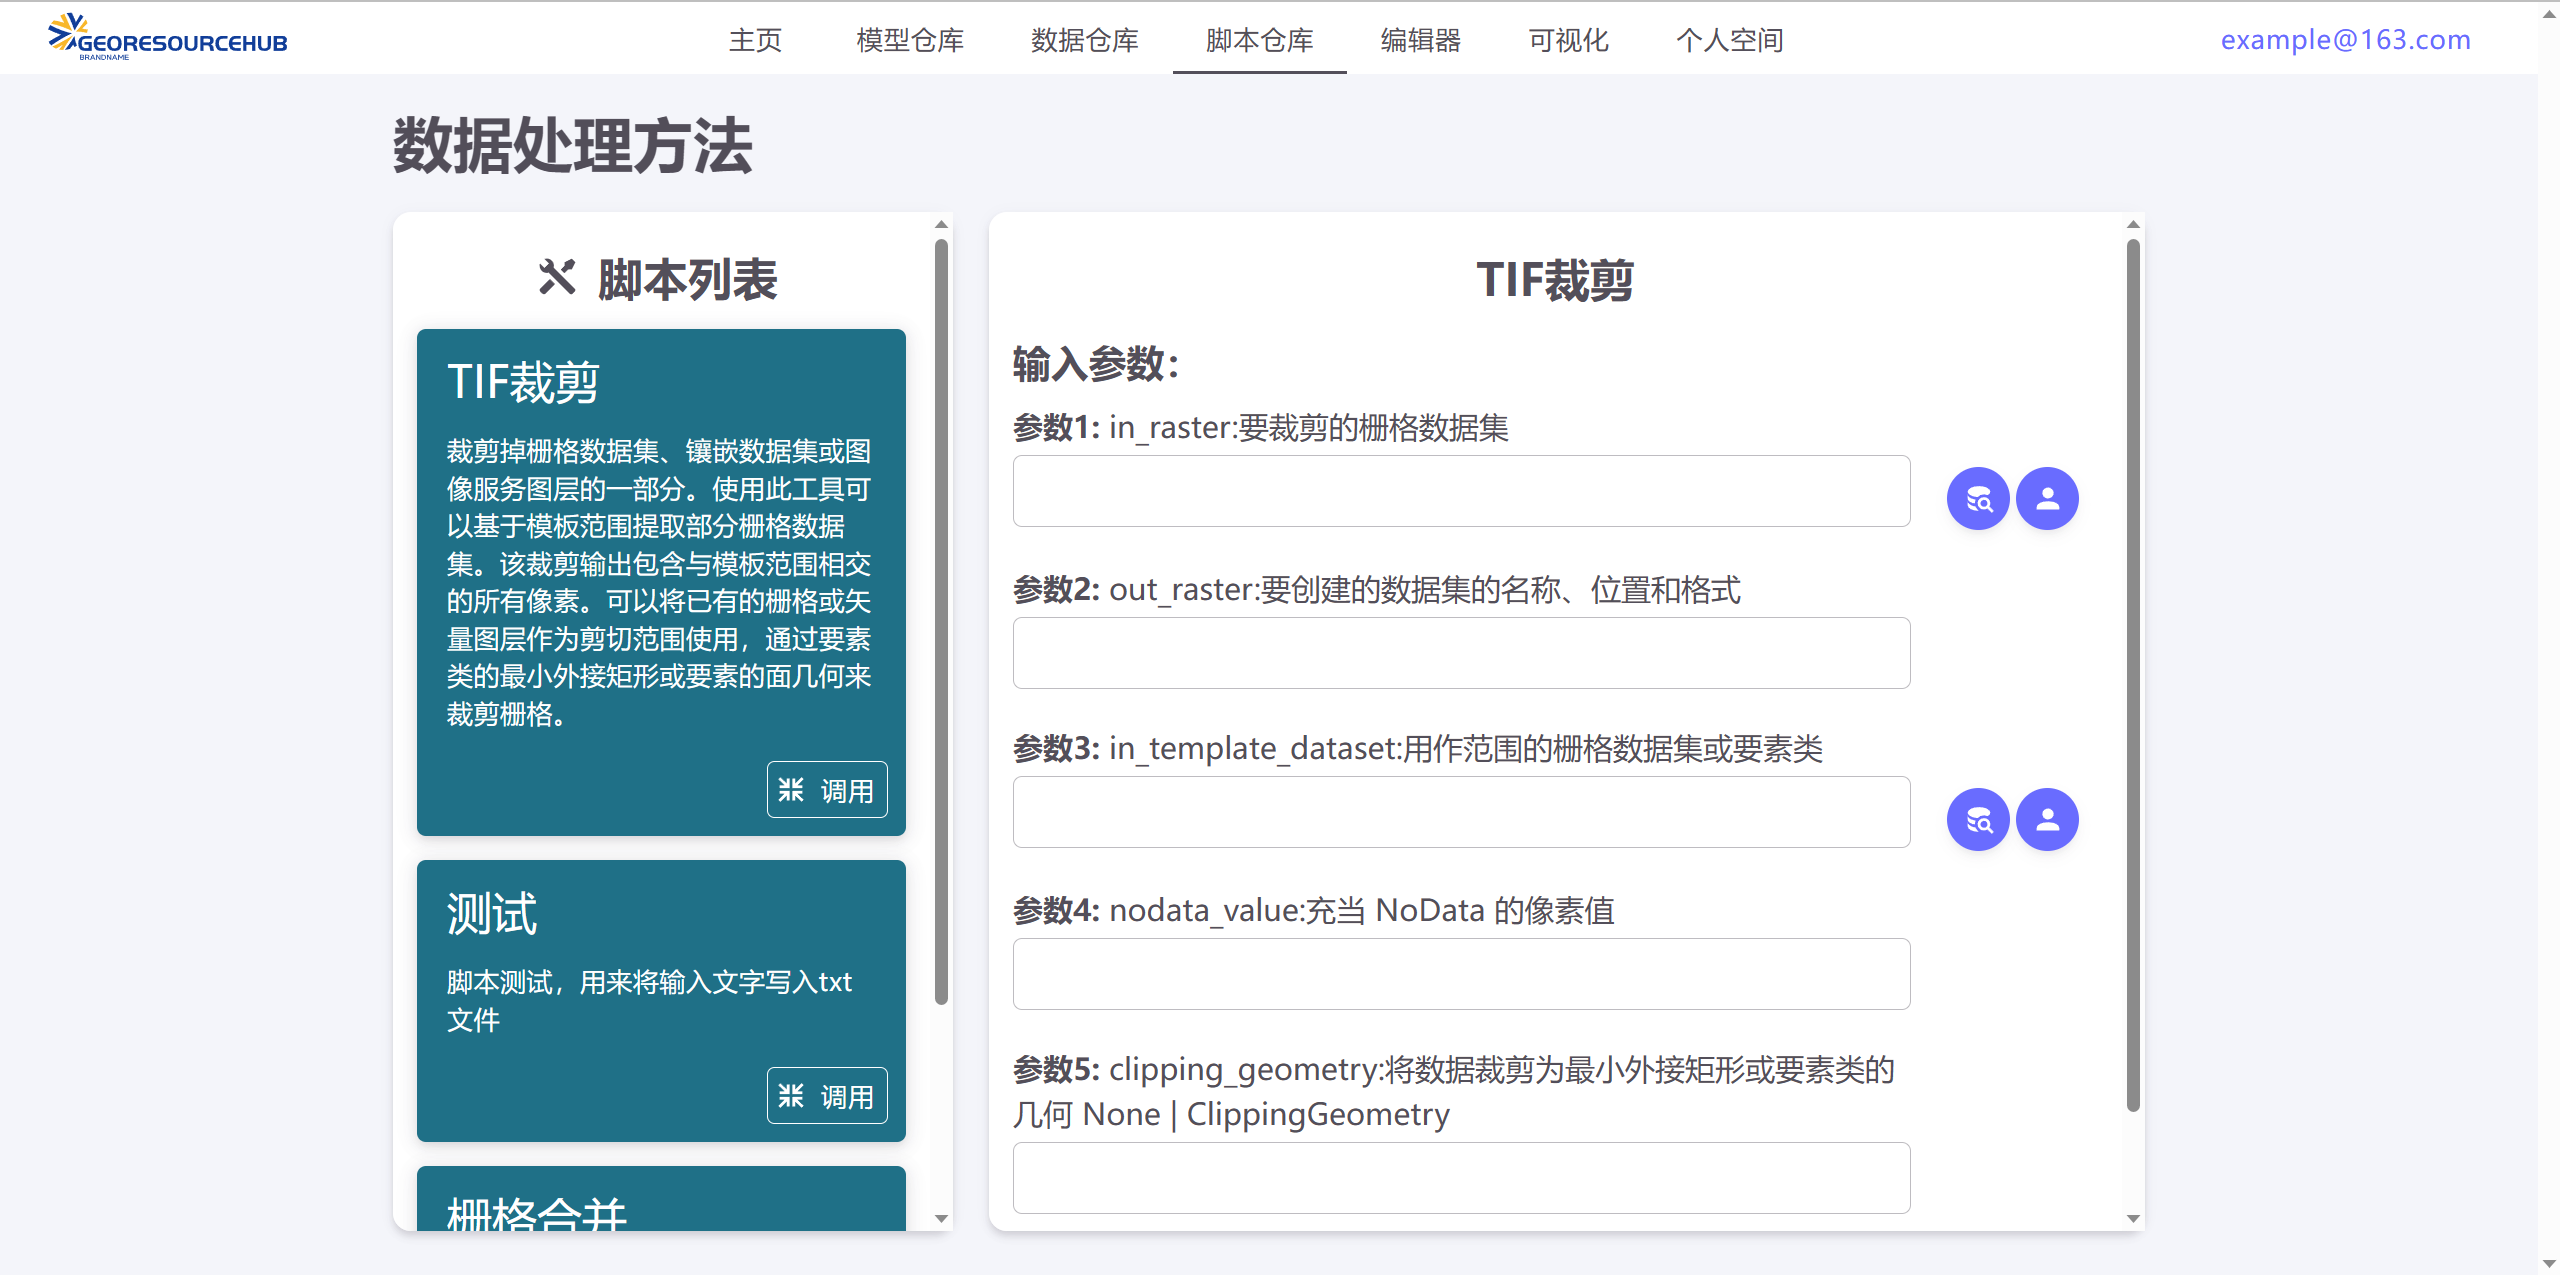 GEORESOURCEHUB
BRANDNAME
主页
模型仓库
数据仓库
脚本仓库
编辑器
可视化
个人空间
example@163.com
数据处理方法
脚本列表
TIF裁剪
裁剪掉栅格数据集、镶嵌数据集或图
像服务图层的一部分。使用此工具可
以基于模板范围提取部分栅格数据
集。该裁剪输出包含与模板范围相交
的所有像素。可以将已有的栅格或矢
量图层作为剪切范围使用，通过要素
类的最小外接矩形或要素的面几何来
裁剪栅格。
调用
测试
脚本测试，用来将输入文字写入txt
文件
调用
栅格合并
TIF裁剪
输入参数：
参数1: in_raster:要裁剪的栅格数据集
参数2: out_raster:要创建的数据集的名称、位置和格式
参数3: in_template_dataset:用作范围的栅格数据集或要素类
参数4: nodata_value:充当 NoData 的像素值
参数5: clipping_geometry:将数据裁剪为最小外接矩形或要素类的
几何 None | ClippingGeometry